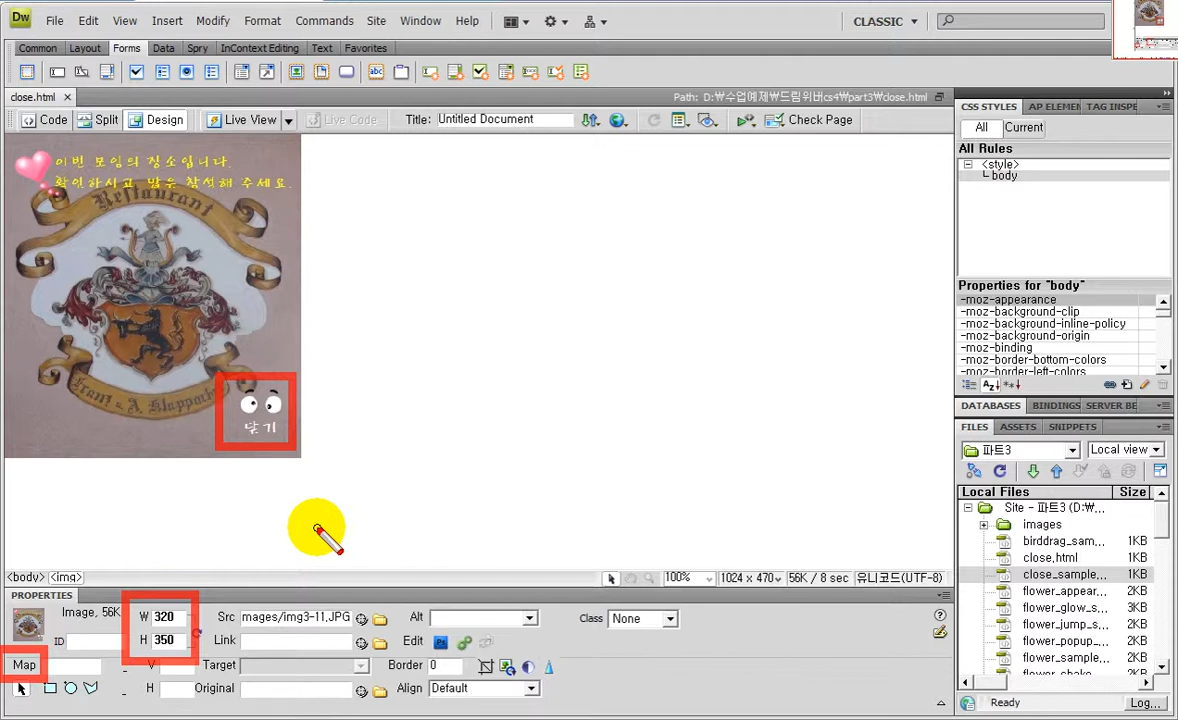 Dw File Edit View Insert Modify Format Commands Site Window Help CLASSIC
Common Layout Forms Data Spry InContext Editing Text Favorites
close.html
Path: D:₩수업예제₩드림위버cs4₩part3₩close.html
Code Split Design Live View Live Code Title: Untitled Document Check Page
이번 모임의 장소입니다.
확인하시고 많은 참석해 주세요.
Restaurant
닫기
<body> <img>
100% 1024 x 470 56K / 8 sec 유니코드(UTF-8)
PROPERTIES
Image, 56K W 320 Src mages/img3-11.JPG Alt Class None
ID H 350 Link Edit
Map V Target Border 0
H Original Align Default
CSS STYLES AP ELEMEN TAG INSPE
All Current
All Rules
<style>
body
Properties for "body"
-moz-appearance
-moz-background-clip
-moz-background-inline-policy
-moz-background-origin
-moz-binding
-moz-border-bottom-colors
-moz-border-left-colors
DATABASES BINDINGS SERVER BE
FILES ASSETS SNIPPETS
파트3 Local view
Local Files Size
Site - 파트3 (D:₩...
images
birddrag_sam... 1KB
close.html 1KB
close_sample... 1KB
flower_appear... 2KB
flower_glow_s... 3KB
flower_jump_s... 2KB
flower_popup_... 2KB
flower_sample... 2KB
flower_shake... 2KB
Ready Log...